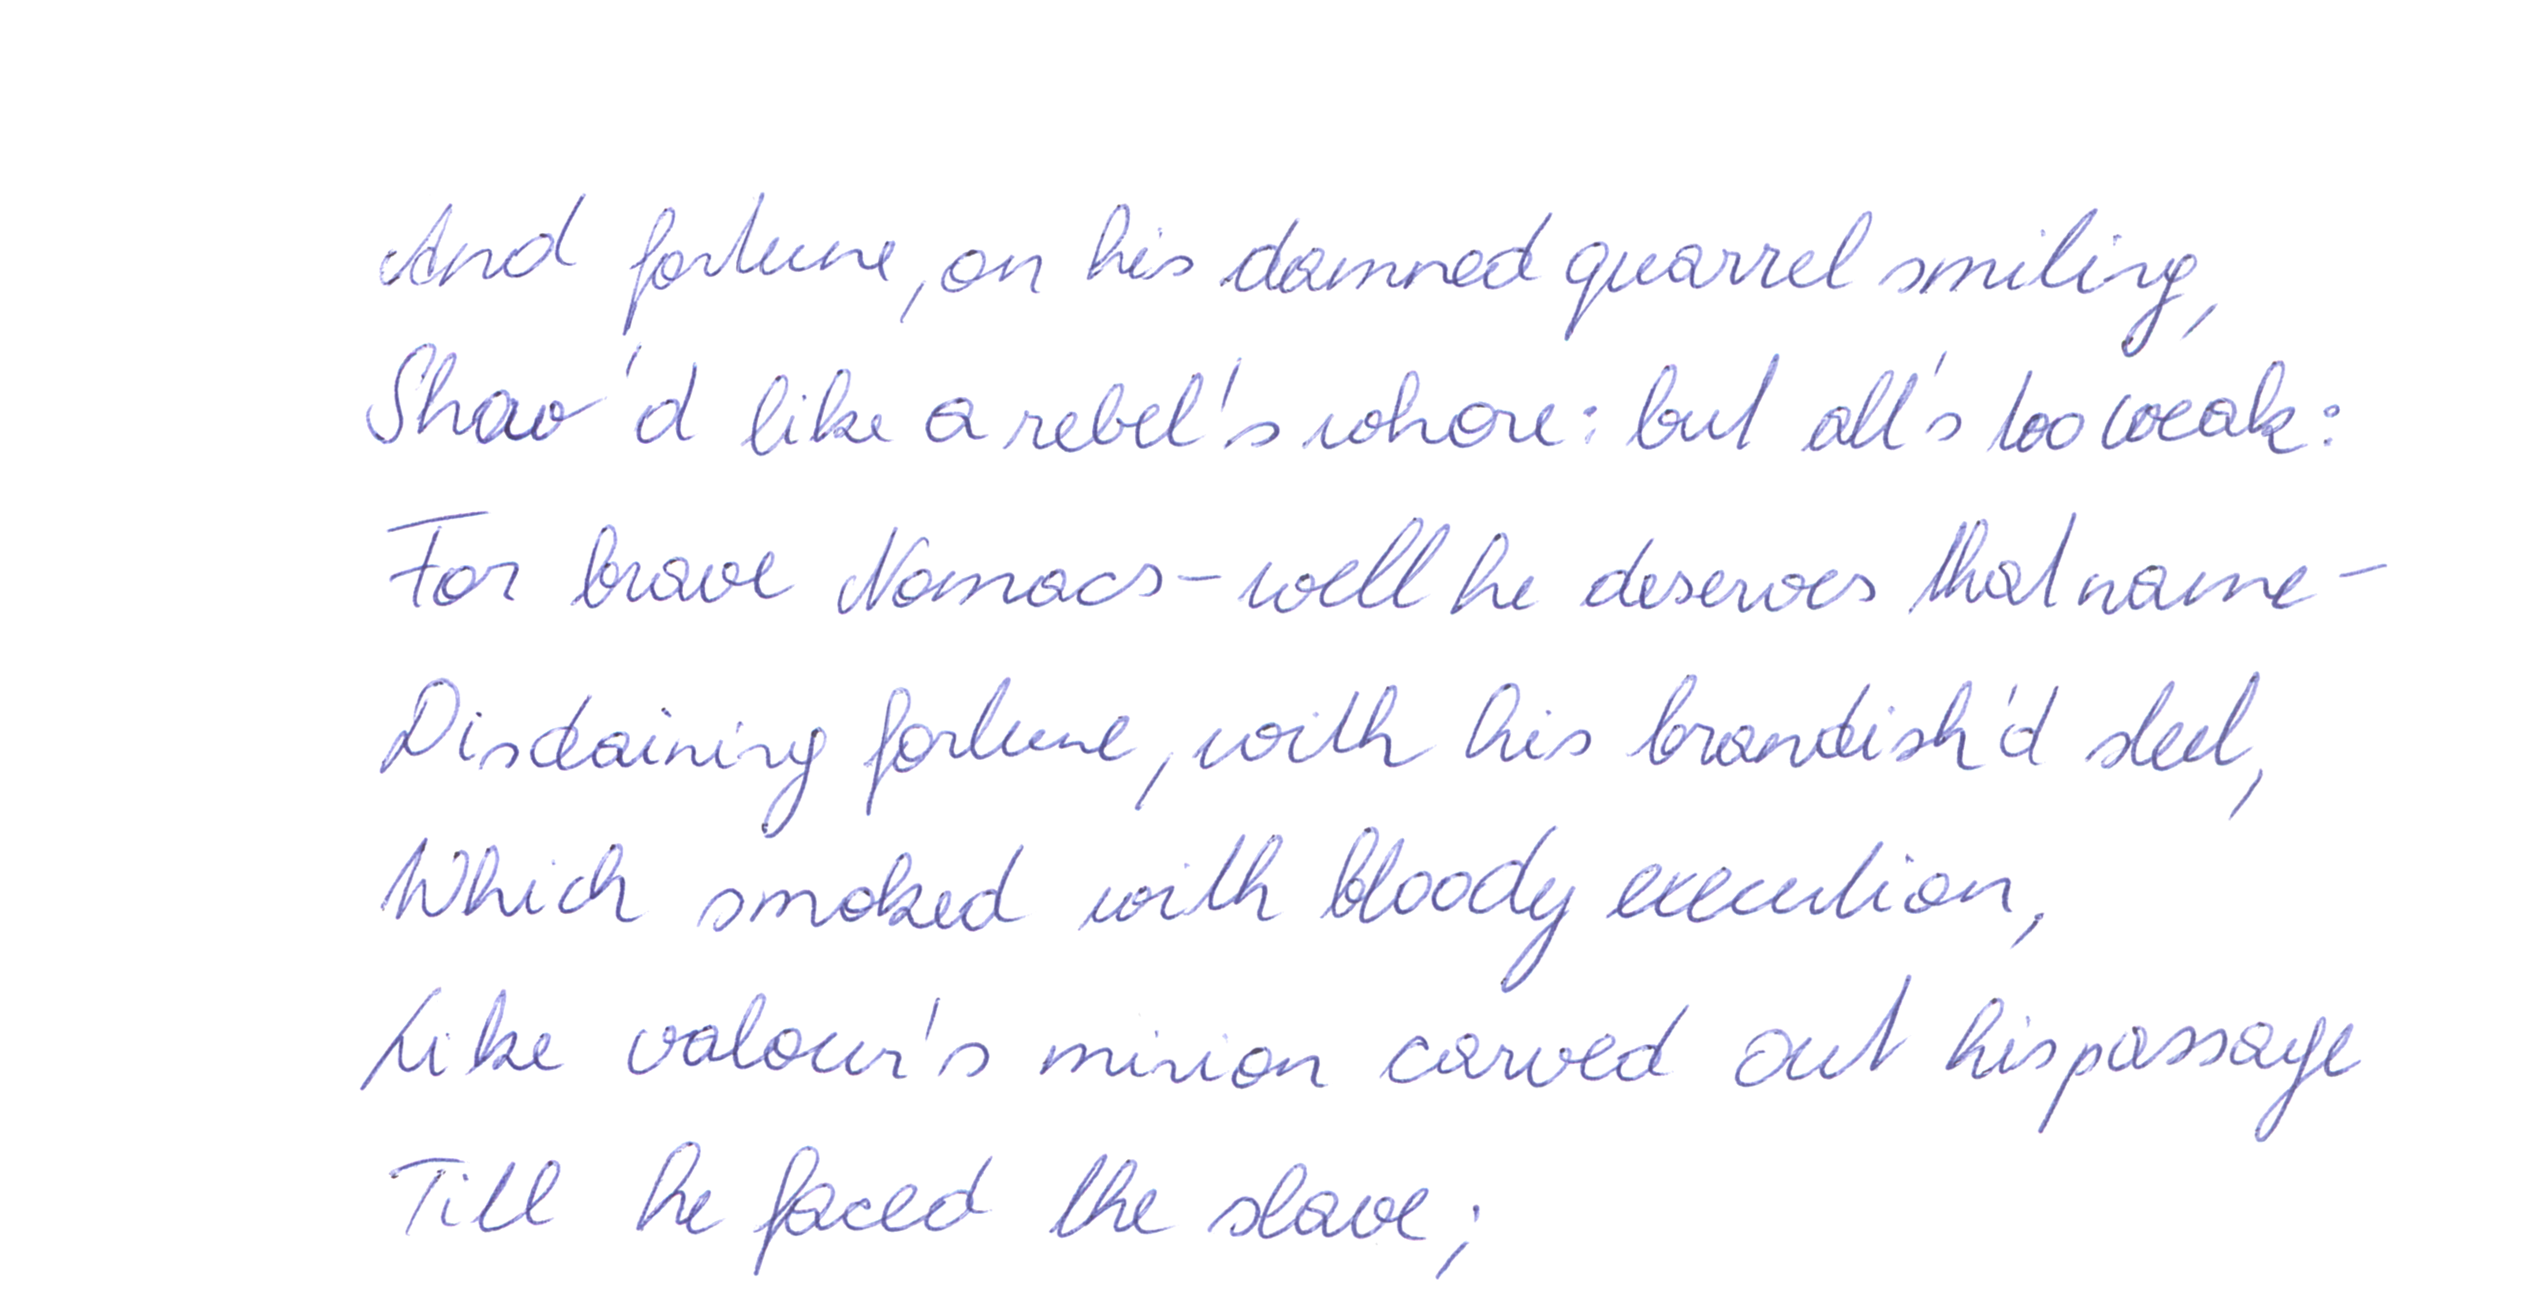 And fortune, on his damned quarrel smiling,
Show'd like a rebel's whore: but all's too weak:
For brave Nomacs - well he deserves that name -
Disdaining fortune, with his brandish'd steel,
Which smoked with bloody execution,
Like valour's minion carved out his passage
Till he faced the slave;